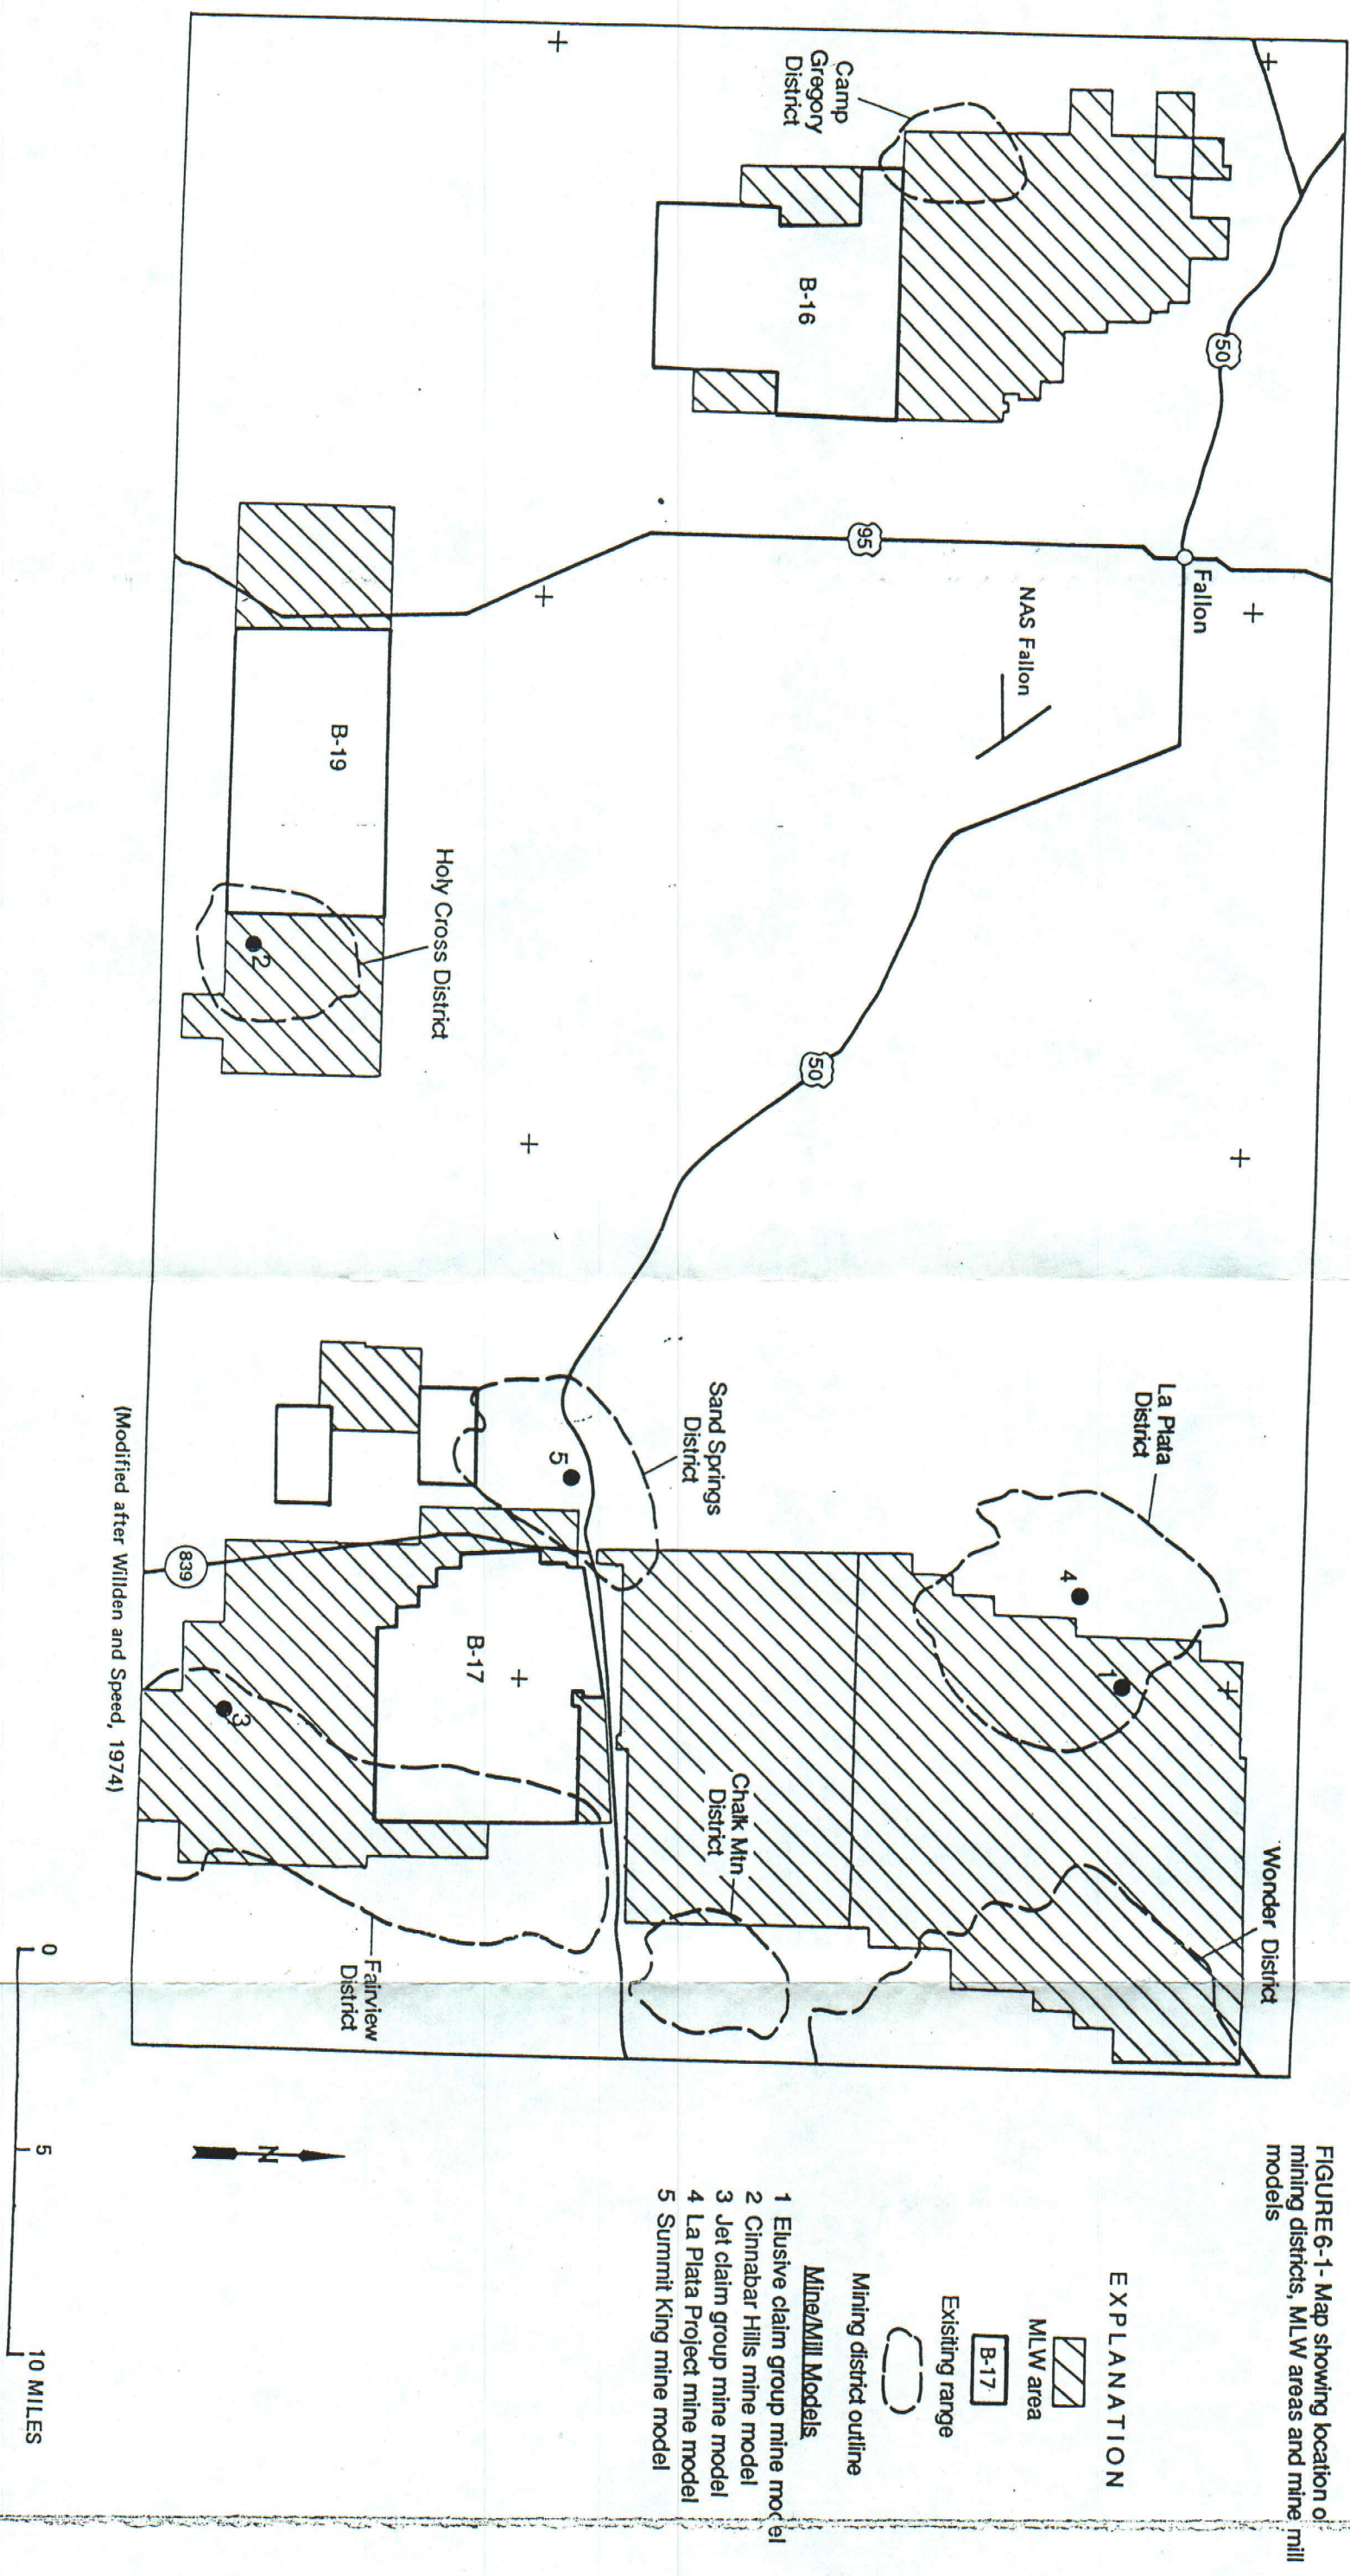 FIGURE 6-1- Map showing location of
mining districts, MLW areas and mine mill
models
EXPLANATION
MLW area
B-17
Exisiting range
Mining district outline
Mine/Mill Models
1 Elusive claim group mine model
2 Cinnabar Hills mine model
3 Jet claim group mine model
4 La Plata Project mine model
5 Summit King mine model
50
Fallon
95
NAS Fallon
Camp
Gregory
District
B-16
B-19
Holy Cross District
2
50
La Plata
District
4
1
Wonder District
Sand Springs
District
5
Chalk Mtn
District
B-17
839
3
Fairview
District
(Modified after Willden and Speed, 1974)
N
0
5
10 MILES